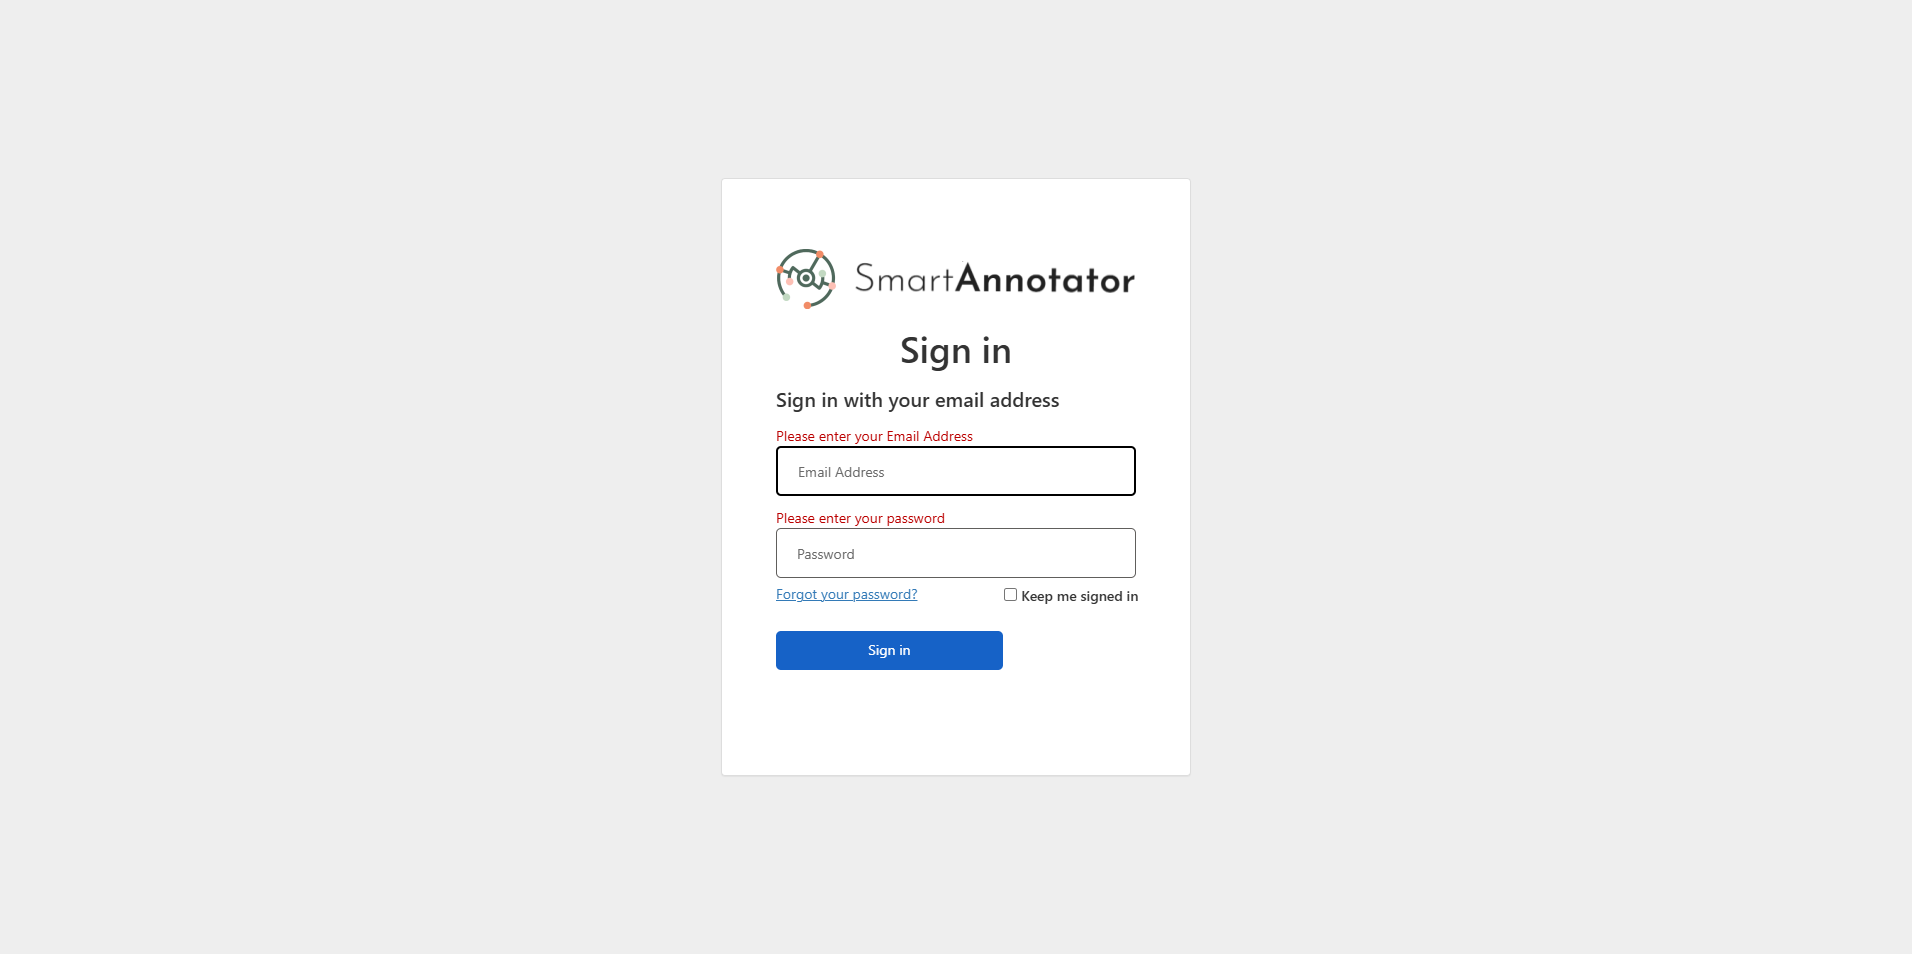 SmartAnnotator
Sign in
Sign in with your email address
Please enter your Email Address
Email Address
Please enter your password
Password
Forgot your password?
Keep me signed in
Sign in